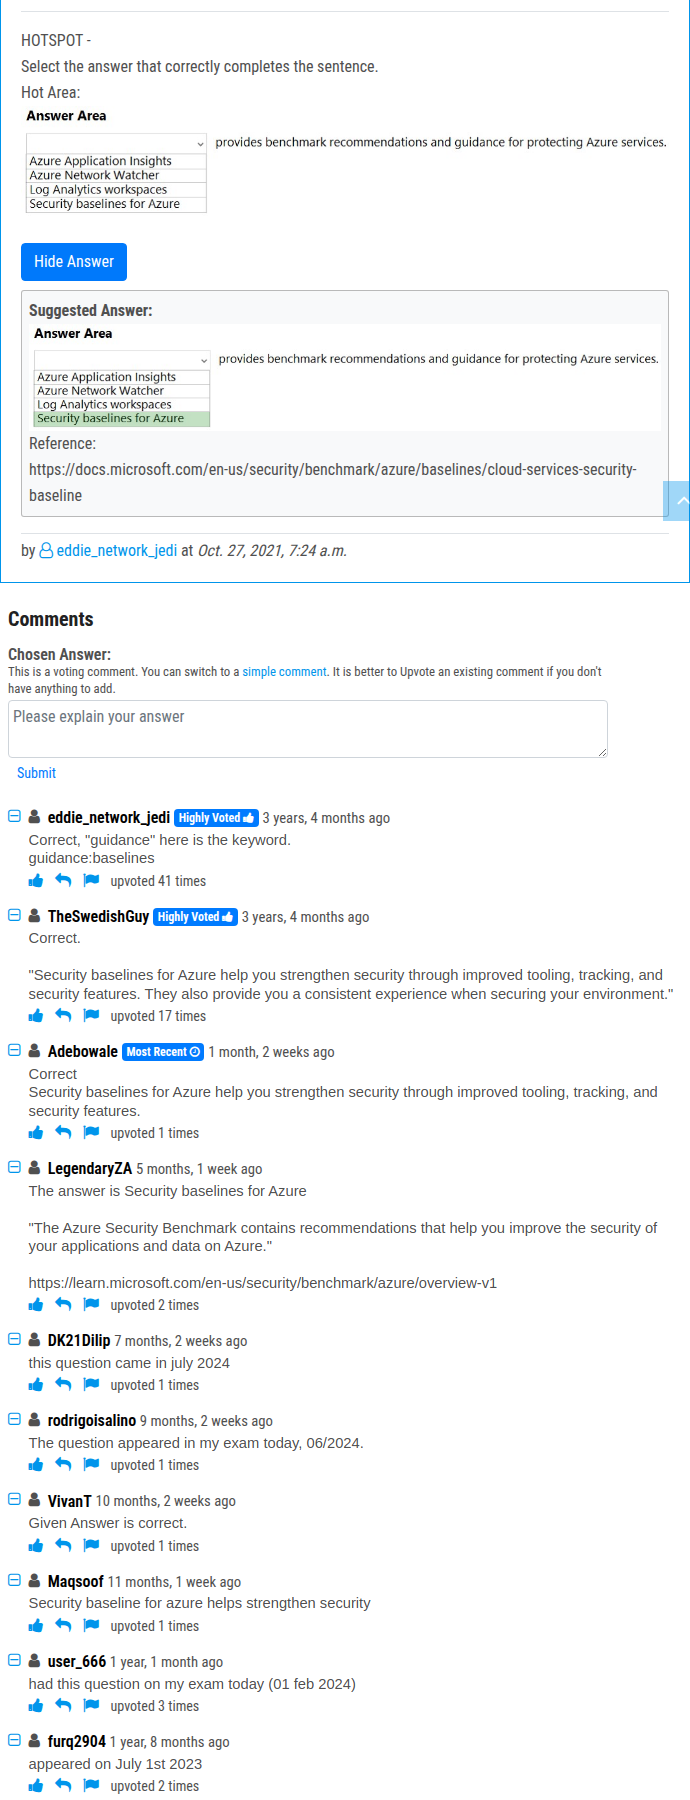 HOTSPOT -
Select the answer that correctly completes the sentence.
Hot Area:
Answer Area
provides benchmark recommendations and guidance for protecting Azure services.
Azure Application Insights
Azure Network Watcher
Log Analytics workspaces
Security baselines for Azure
Hide Answer
Suggested Answer:
Answer Area
provides benchmark recommendations and guidance for protecting Azure services.
Azure Application Insights
Azure Network Watcher
Log Analytics workspaces
Security baselines for Azure
Reference:
https://docs.microsoft.com/en-us/security/benchmark/azure/baselines/cloud-services-security-
baseline
by eddie_network_jedi at Oct. 27, 2021, 7:24 a.m.
Comments
Chosen Answer:
This is a voting comment. You can switch to a simple comment. It is better to Upvote an existing comment if you don't
have anything to add.
Please explain your answer
Submit
eddie_network_jedi Highly Voted 3 years, 4 months ago
Correct, "guidance" here is the keyword.
guidance:baselines
upvoted 41 times
TheSwedishGuy Highly Voted 3 years, 4 months ago
Correct.
"Security baselines for Azure help you strengthen security through improved tooling, tracking, and
security features. They also provide you a consistent experience when securing your environment."
upvoted 17 times
Adebowale Most Recent 1 month, 2 weeks ago
Correct
Security baselines for Azure help you strengthen security through improved tooling, tracking, and
security features.
upvoted 1 times
LegendaryZA 5 months, 1 week ago
The answer is Security baselines for Azure
"The Azure Security Benchmark contains recommendations that help you improve the security of
your applications and data on Azure."
https://learn.microsoft.com/en-us/security/benchmark/azure/overview-v1
upvoted 2 times
DK21Dilip 7 months, 2 weeks ago
this question came in july 2024
upvoted 1 times
rodrigoisalino 9 months, 2 weeks ago
The question appeared in my exam today, 06/2024.
upvoted 1 times
VivanT 10 months, 2 weeks ago
Given Answer is correct.
upvoted 1 times
Maqsoof 11 months, 1 week ago
Security baseline for azure helps strengthen security
upvoted 1 times
user_666 1 year, 1 month ago
had this question on my exam today (01 feb 2024)
upvoted 3 times
furq2904 1 year, 8 months ago
appeared on July 1st 2023
upvoted 2 times